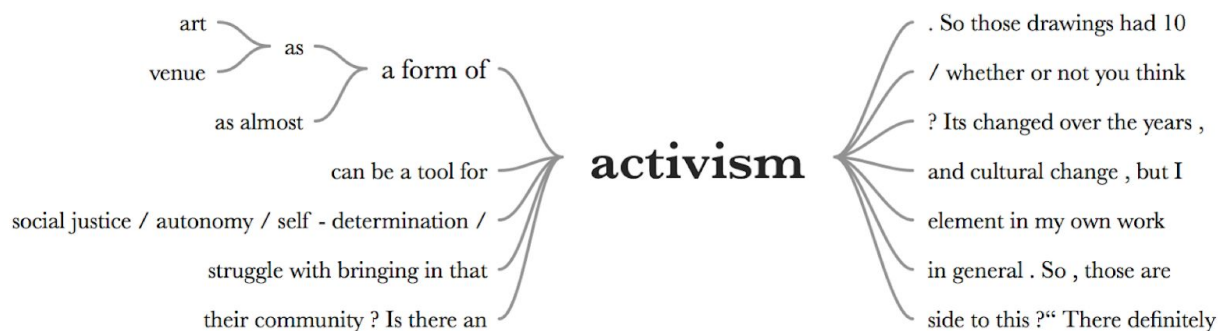 art
as
venue
a form of
as almost
can be a tool for
social justice / autonomy / self - determination /
struggle with bringing in that
their community ? Is there an
activism
. So those drawings had 10
/ whether or not you think
? Its changed over the years ,
and cultural change , but I
element in my own work
in general . So , those are
side to this ?“ There definitely